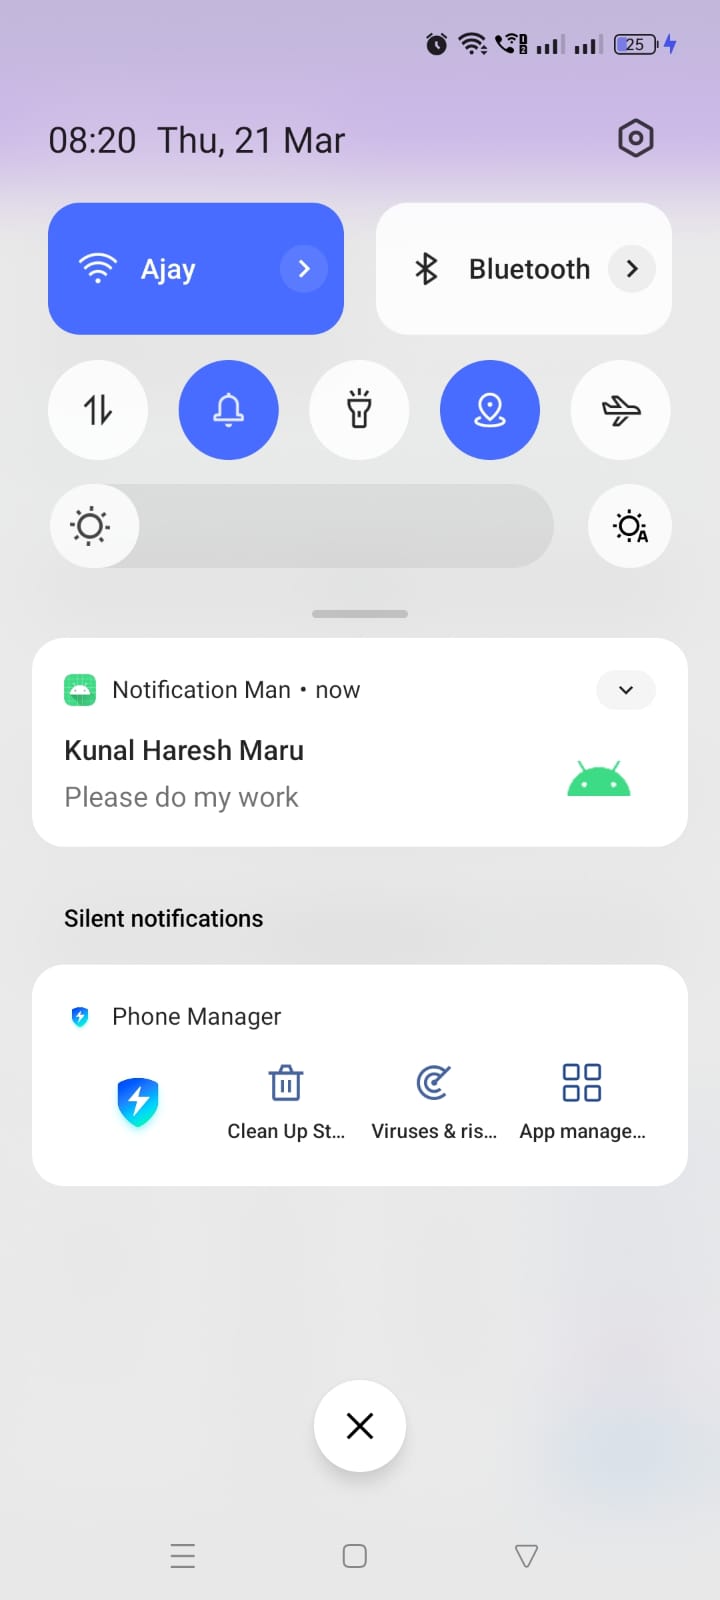 25
08:20 Thu, 21 Mar
Ajay
Bluetooth
A
Notification Man • now
Kunal Haresh Maru
Please do my work
Silent notifications
Phone Manager
Clean Up St... Viruses & ris... App manage...